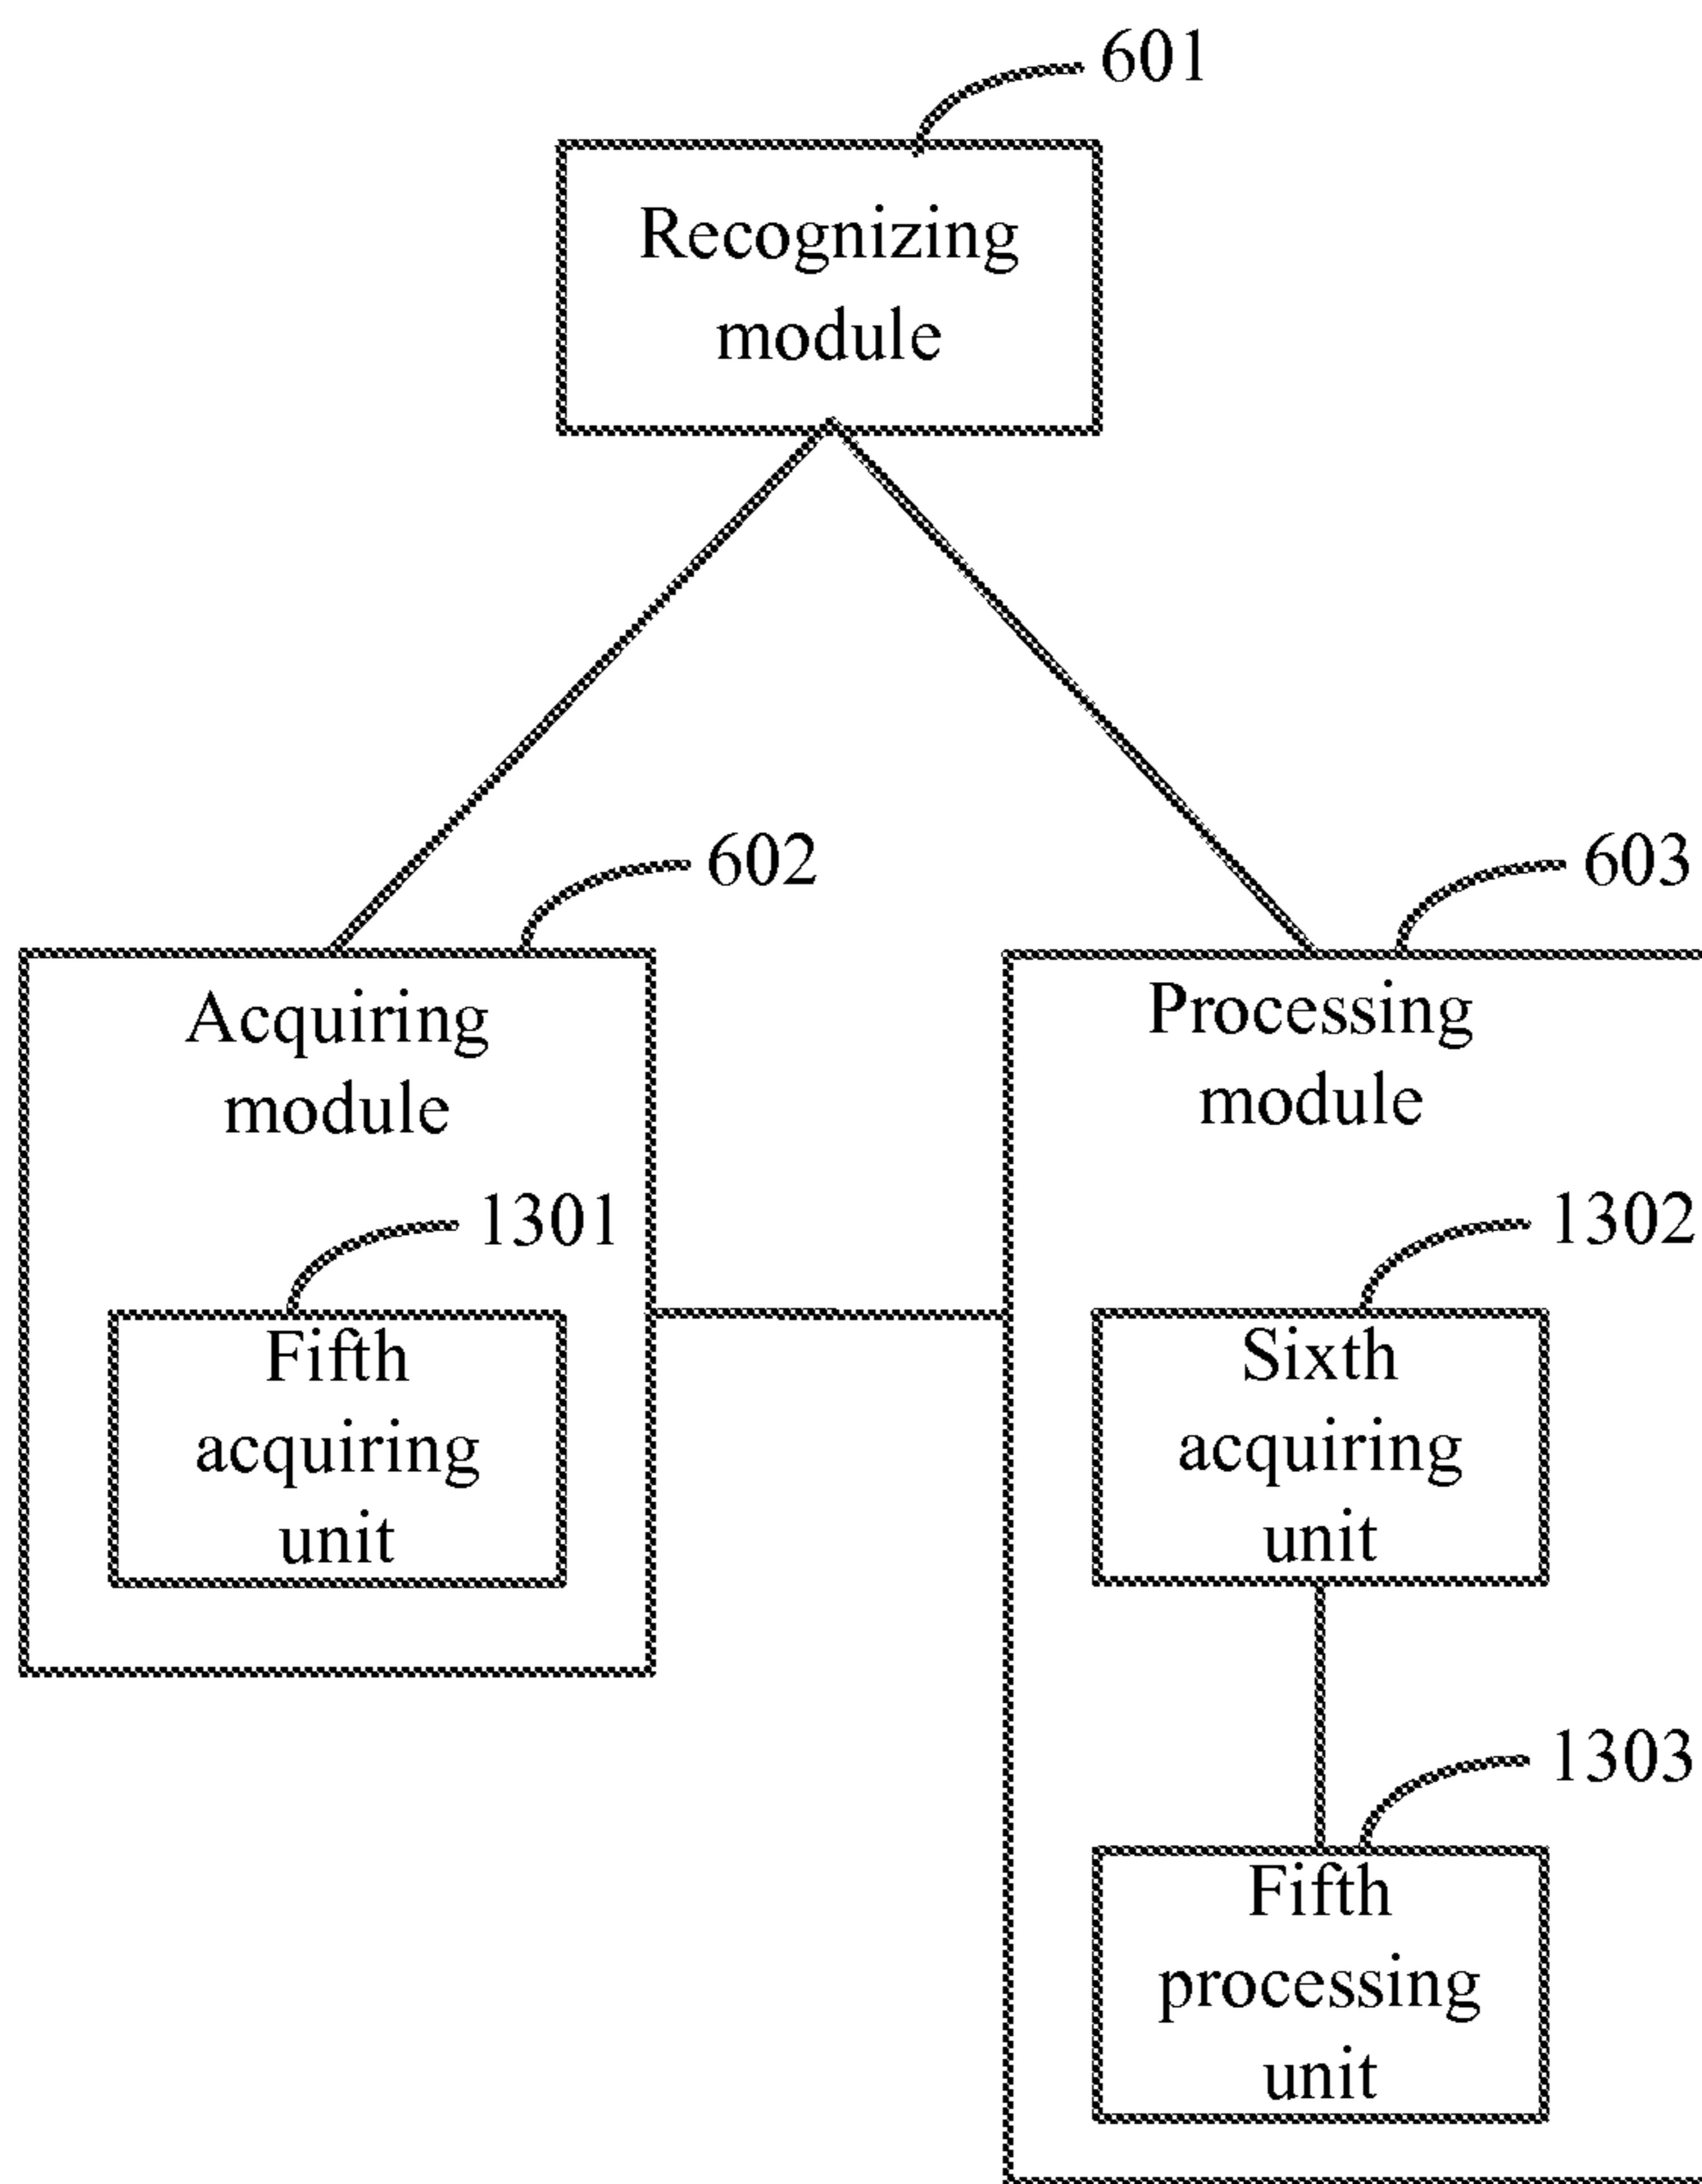 601
Recognizing
module
602
603
Acquiring
module
Processing
module
1301
1302
Fifth
acquiring
unit
Sixth
acquiring
unit
1303
Fifth
processing
unit